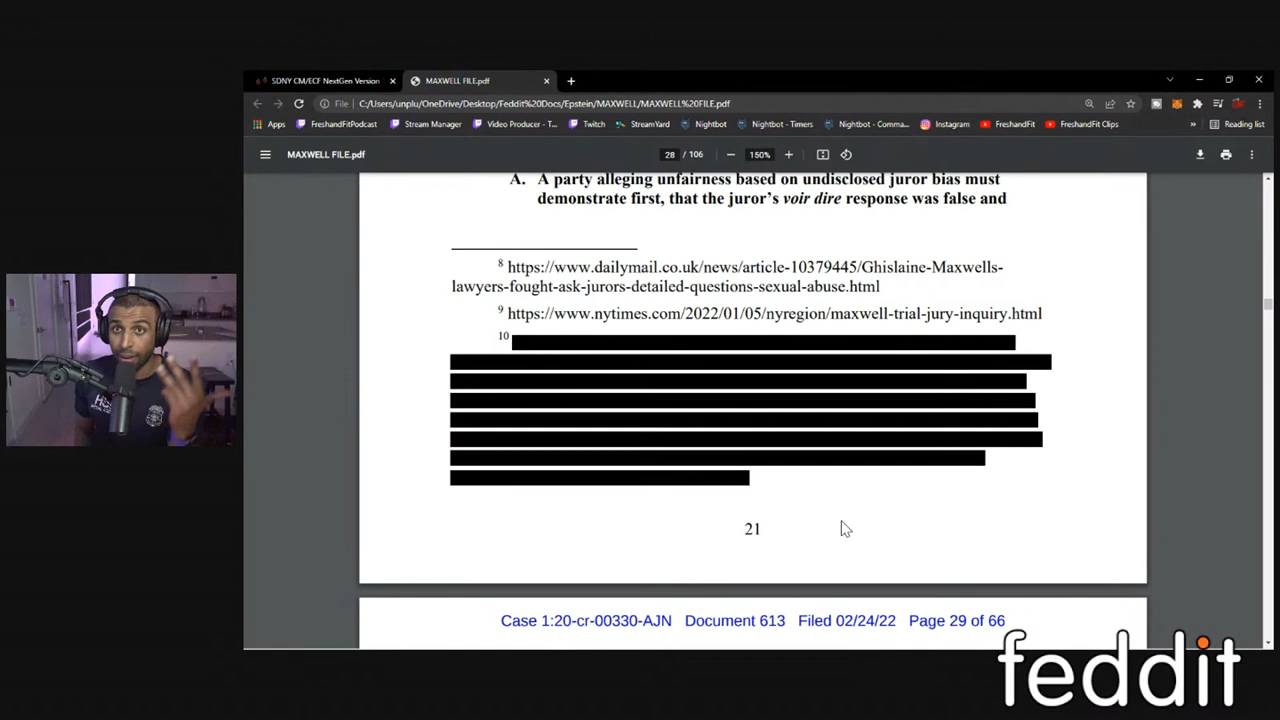 SDNY CM/ECF NextGen Version
MAXWELL FILE.pdf
File C:/Users/unplu/OneDrive/Desktop/Feddit%20Docs/Epstein/MAXWELL/MAXWELL%20FILE.pdf
Apps FreshandFitPodcast Stream Manager Video Producer - T... Twitch StreamYard Nightbot Nightbot - Timers Nightbot - Comma... Instagram FreshandFit FreshandFit Clips Reading list
MAXWELL FILE.pdf 28 / 106 150%
A. A party alleging unfairness based on undisclosed juror bias must
demonstrate first, that the juror's voir dire response was false and
8 https://www.dailymail.co.uk/news/article-10379445/Ghislaine-Maxwells-
lawyers-fought-ask-jurors-detailed-questions-sexual-abuse.html
9 https://www.nytimes.com/2022/01/05/nyregion/maxwell-trial-jury-inquiry.html
10
21
Case 1:20-cr-00330-AJN Document 613 Filed 02/24/22 Page 29 of 66
feddit